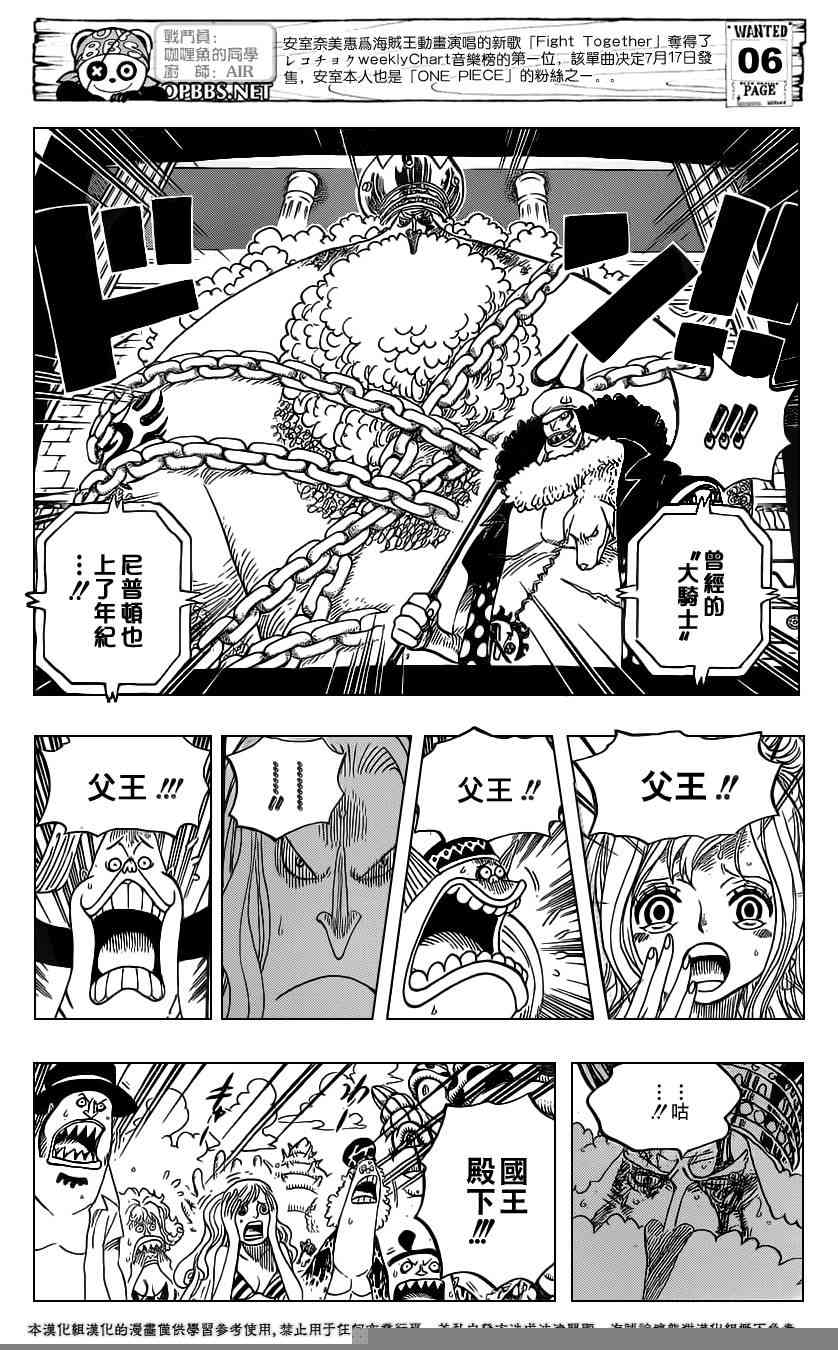 戰鬥員：
咖喱魚的同學
廚　師：AIR
OPBBS.NET
安室奈美惠爲海賊王動畫演唱的新歌「Fight Together」奪得了
レコチョクweeklyChart音樂榜的第一位，該單曲决定7月17日發
售，安室本人也是「ONE PIECE」的粉絲之一。。
WANTED
06
PAGE
ドドン
!!!!
曾經的
“大騎士”
尼普頓也
上了年紀
…!!
父王!!
父王!!
…………!!
父王!!!
……咕!!
國王
殿下!!!
本漢化組漢化的漫畫僅供學習參考使用，禁止用于任何